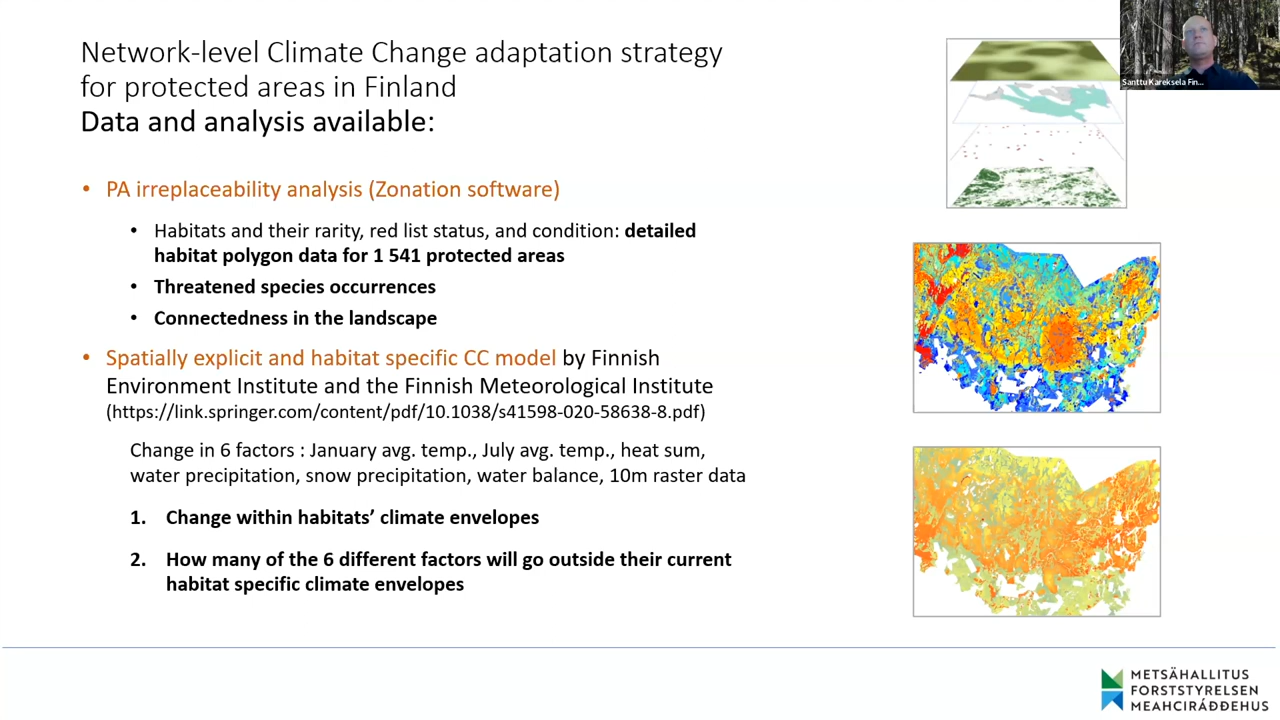 Network-level Climate Change adaptation strategy
for protected areas in Finland
Data and analysis available:
• PA irreplaceability analysis (Zonation software)
• Habitats and their rarity, red list status, and condition: detailed
habitat polygon data for 1 541 protected areas
• Threatened species occurrences
• Connectedness in the landscape
• Spatially explicit and habitat specific CC model by Finnish
Environment Institute and the Finnish Meteorological Institute
(https://link.springer.com/content/pdf/10.1038/s41598-020-58638-8.pdf)
Change in 6 factors : January avg. temp., July avg. temp., heat sum,
water precipitation, snow precipitation, water balance, 10m raster data
1. Change within habitats’ climate envelopes
2. How many of the 6 different factors will go outside their current
habitat specific climate envelopes
Santtu Kareksela Fin...
METSÄHALLITUS
FORSTSTYRELSEN
MEAHCIRÁĐĐEHUS